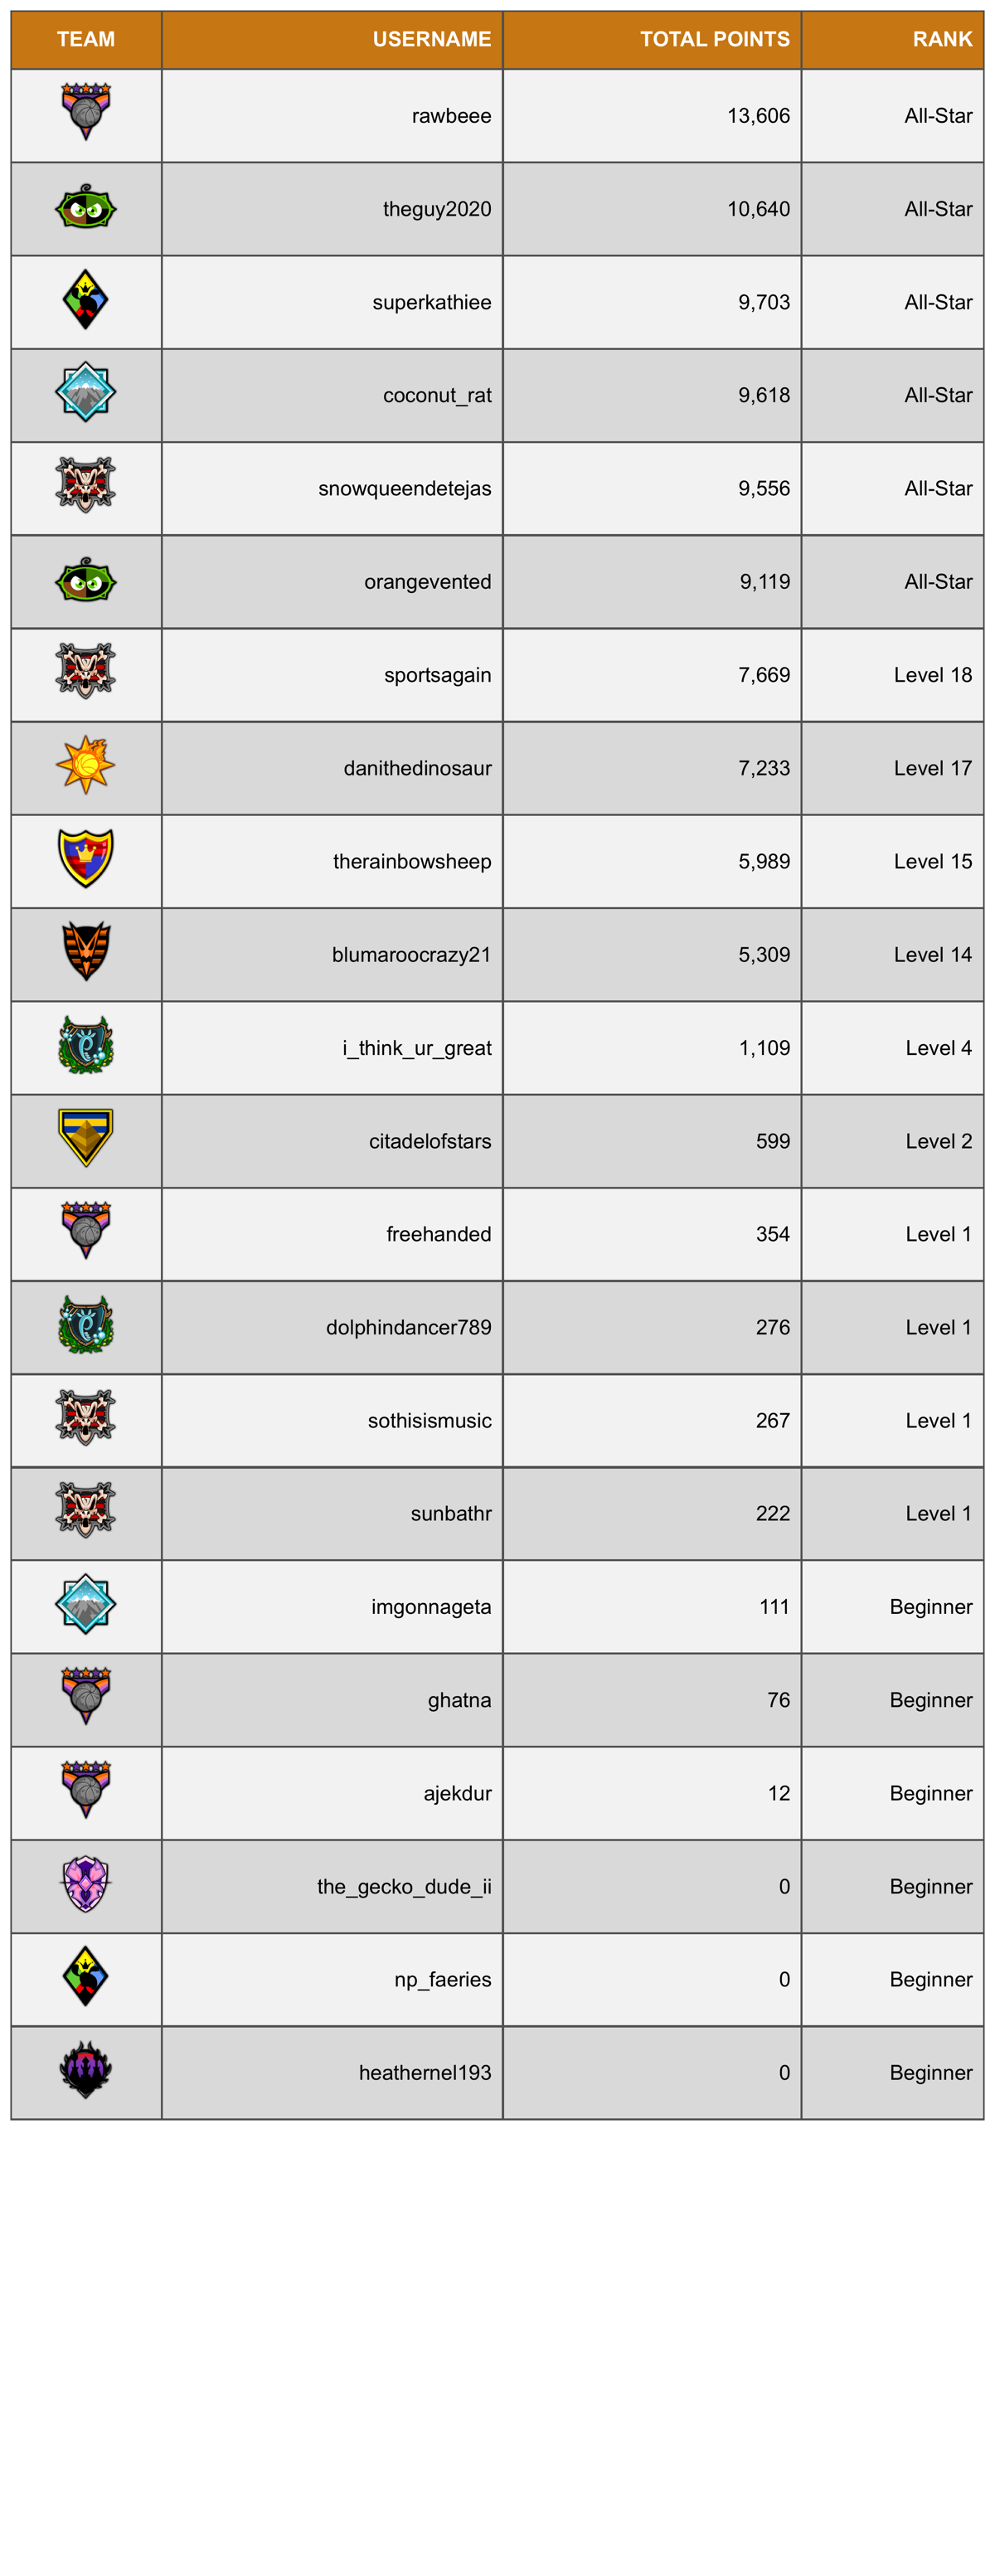 TEAM USERNAME TOTAL POINTS RANK
rawbeee 13,606 All-Star
theguy2020 10,640 All-Star
superkathiee 9,703 All-Star
coconut_rat 9,618 All-Star
snowqueendetejas 9,556 All-Star
orangevented 9,119 All-Star
sportsagain 7,669 Level 18
danithedinosaur 7,233 Level 17
therainbowsheep 5,989 Level 15
blumaroocrazy21 5,309 Level 14
i_think_ur_great 1,109 Level 4
citadelofstars 599 Level 2
freehanded 354 Level 1
dolphindancer789 276 Level 1
sothisismusic 267 Level 1
sunbathr 222 Level 1
imgonnageta 111 Beginner
ghatna 76 Beginner
ajekdur 12 Beginner
the_gecko_dude_ii 0 Beginner
np_faeries 0 Beginner
heathernel193 0 Beginner